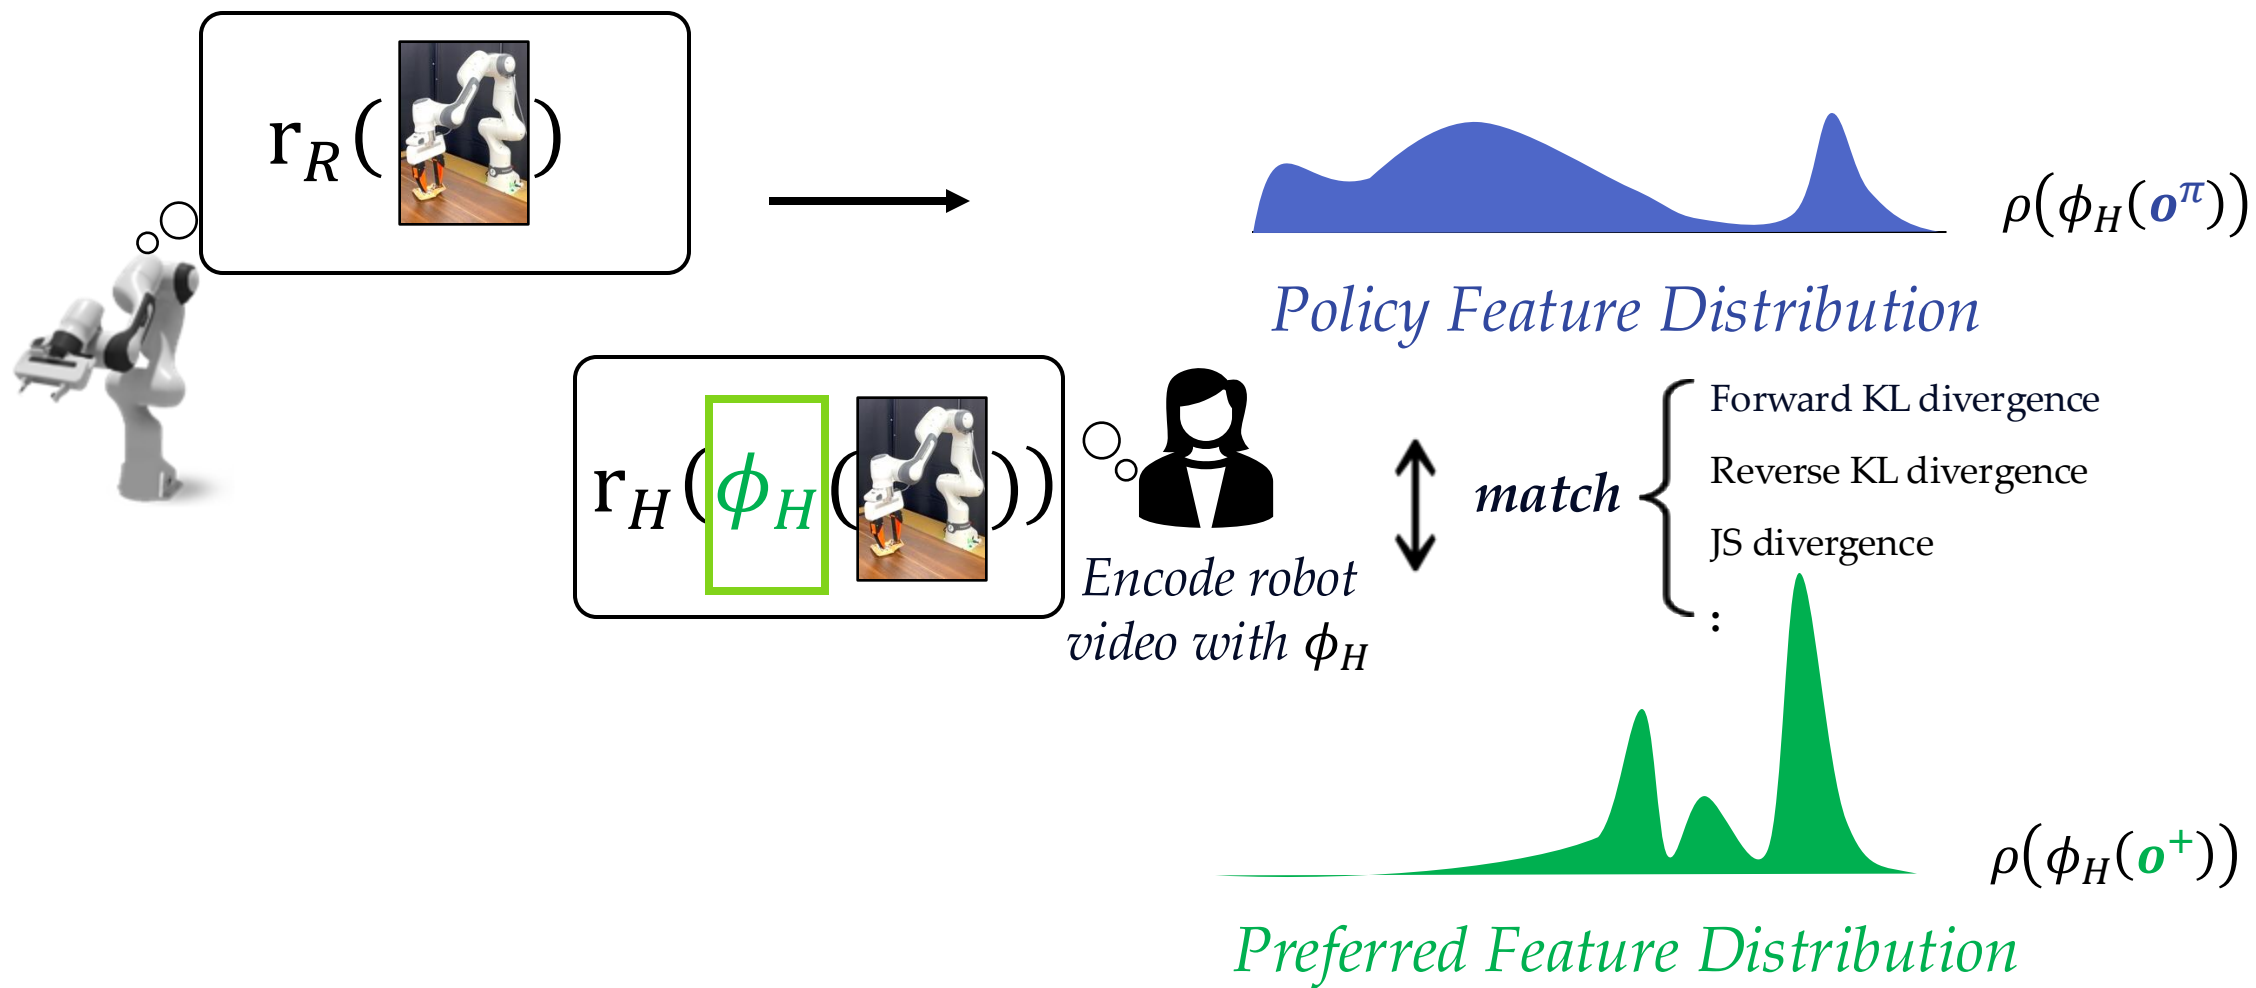 r_R( )
ρ(ϕ_H(o^π))
Policy Feature Distribution
r_H(ϕ_H( ))
Encode robot
video with ϕ_H
match
Forward KL divergence
Reverse KL divergence
JS divergence
:
ρ(ϕ_H(o^+))
Preferred Feature Distribution